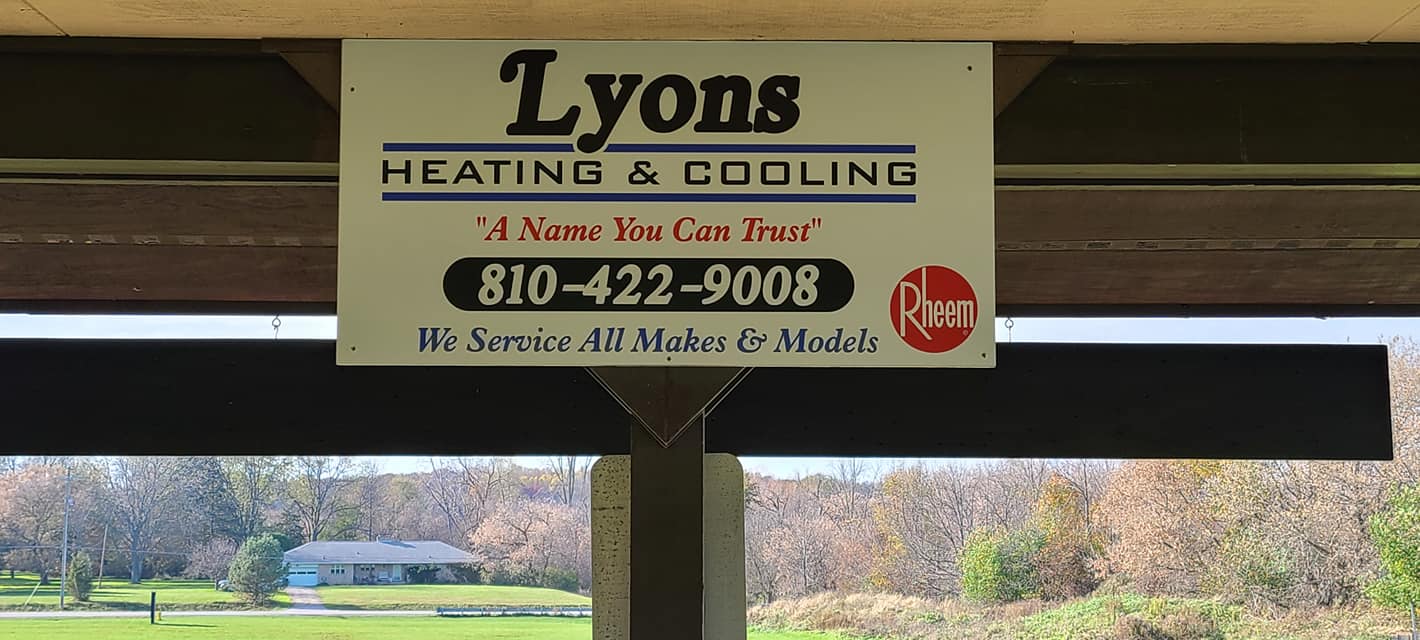 Lyons
HEATING & COOLING
"A Name You Can Trust"
810-422-9008
Rheem
We Service All Makes & Models